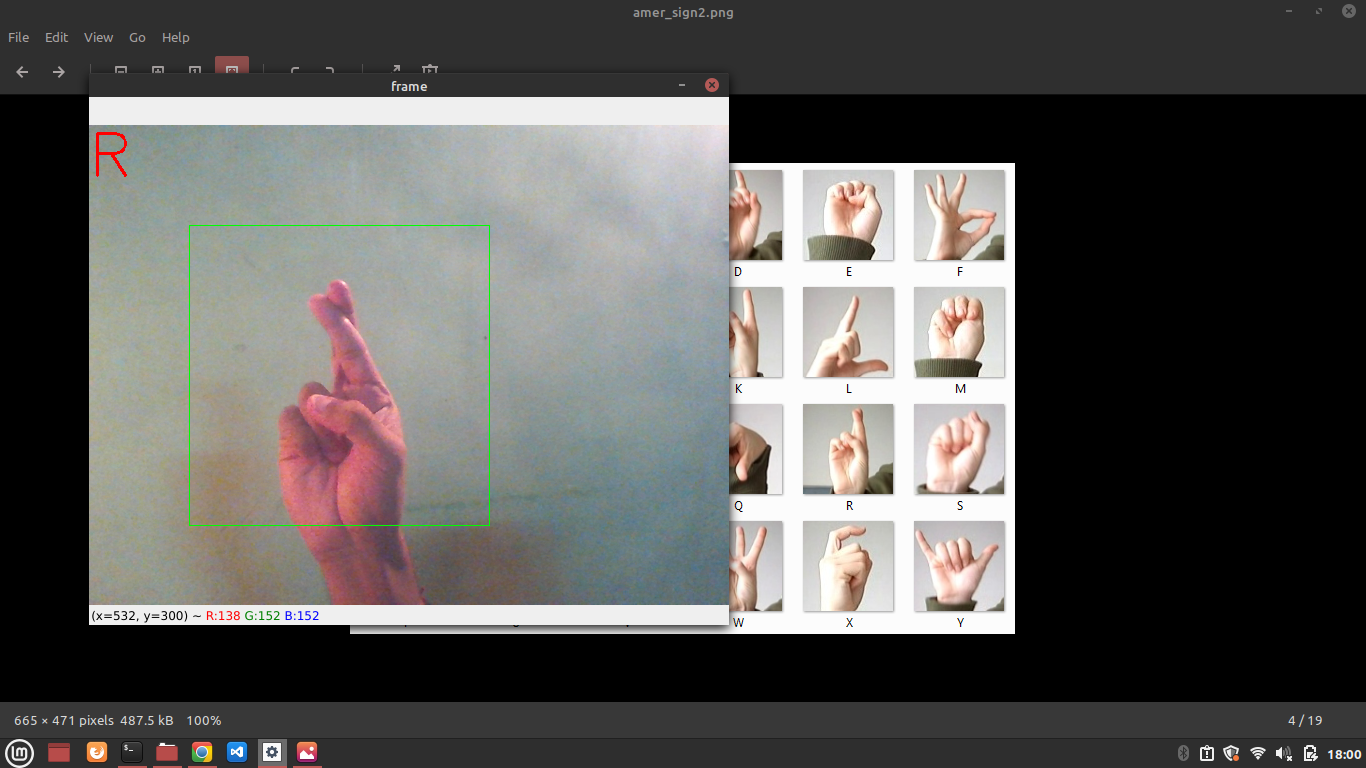 amer_sign2.png
File Edit View Go Help
frame
R
D E F
K L M
Q R S
W X Y
(x=532, y=300) ~ R:138 G:152 B:152
665 × 471 pixels 487.5 kB 100%
4 / 19
18:00